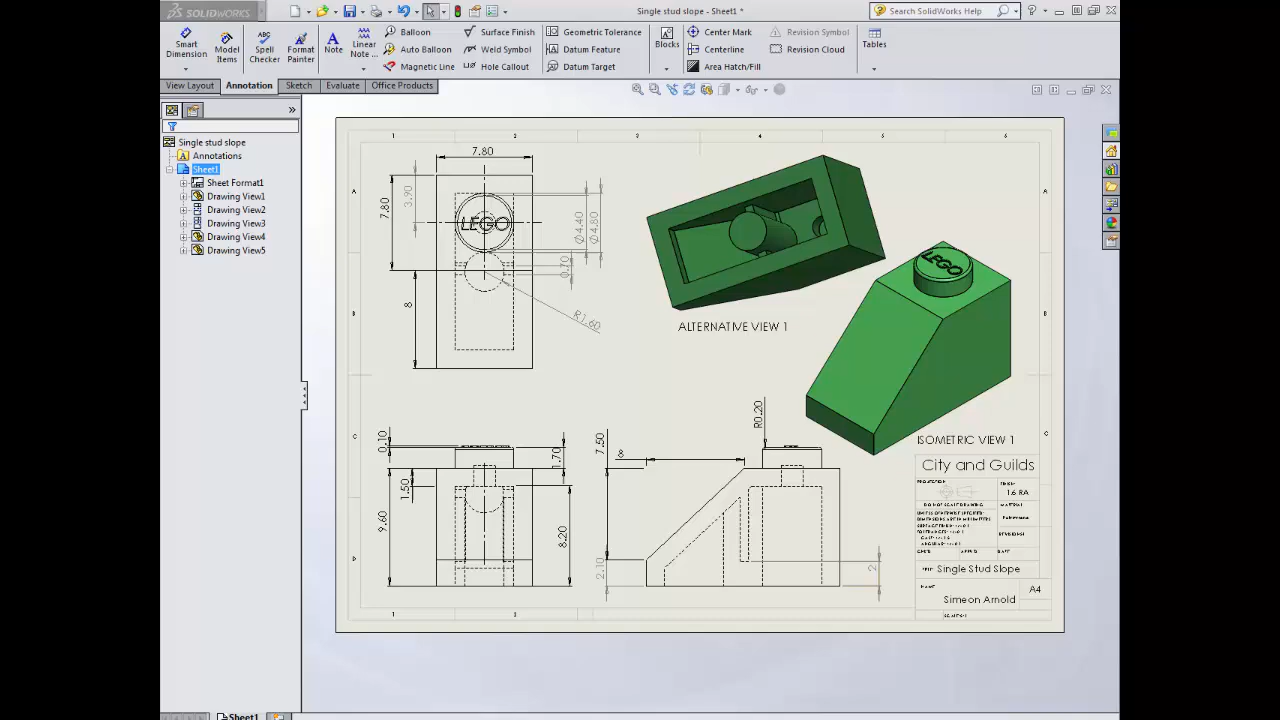 SOLIDWORKS
Single stud slope - Sheet1 *
Search SolidWorks Help
Smart Dimension
Model Items
Spell Checker
Format Painter
Note
Linear Note ...
Balloon
Auto Balloon
Magnetic Line
Surface Finish
Weld Symbol
Hole Callout
Geometric Tolerance
Datum Feature
Datum Target
Blocks
Center Mark
Centerline
Area Hatch/Fill
Revision Symbol
Revision Cloud
Tables
View Layout
Annotation
Sketch
Evaluate
Office Products
Single stud slope
Annotations
Sheet1
Sheet Format1
Drawing View1
Drawing View2
Drawing View3
Drawing View4
Drawing View5
7.80
7.80
3.90
LEGO
Ø4.40
Ø4.80
0.70
8
R1.60
LEGO
ALTERNATIVE VIEW 1
ISOMETRIC VIEW 1
0.10
1.50
9.60
1.70
8.20
7.50
8
R0.20
2.10
2
City and Guilds
1.6 RA
DO NOT SCALE DRAWING
Single Stud Slope
Simeon Arnold
A4
Sheet1